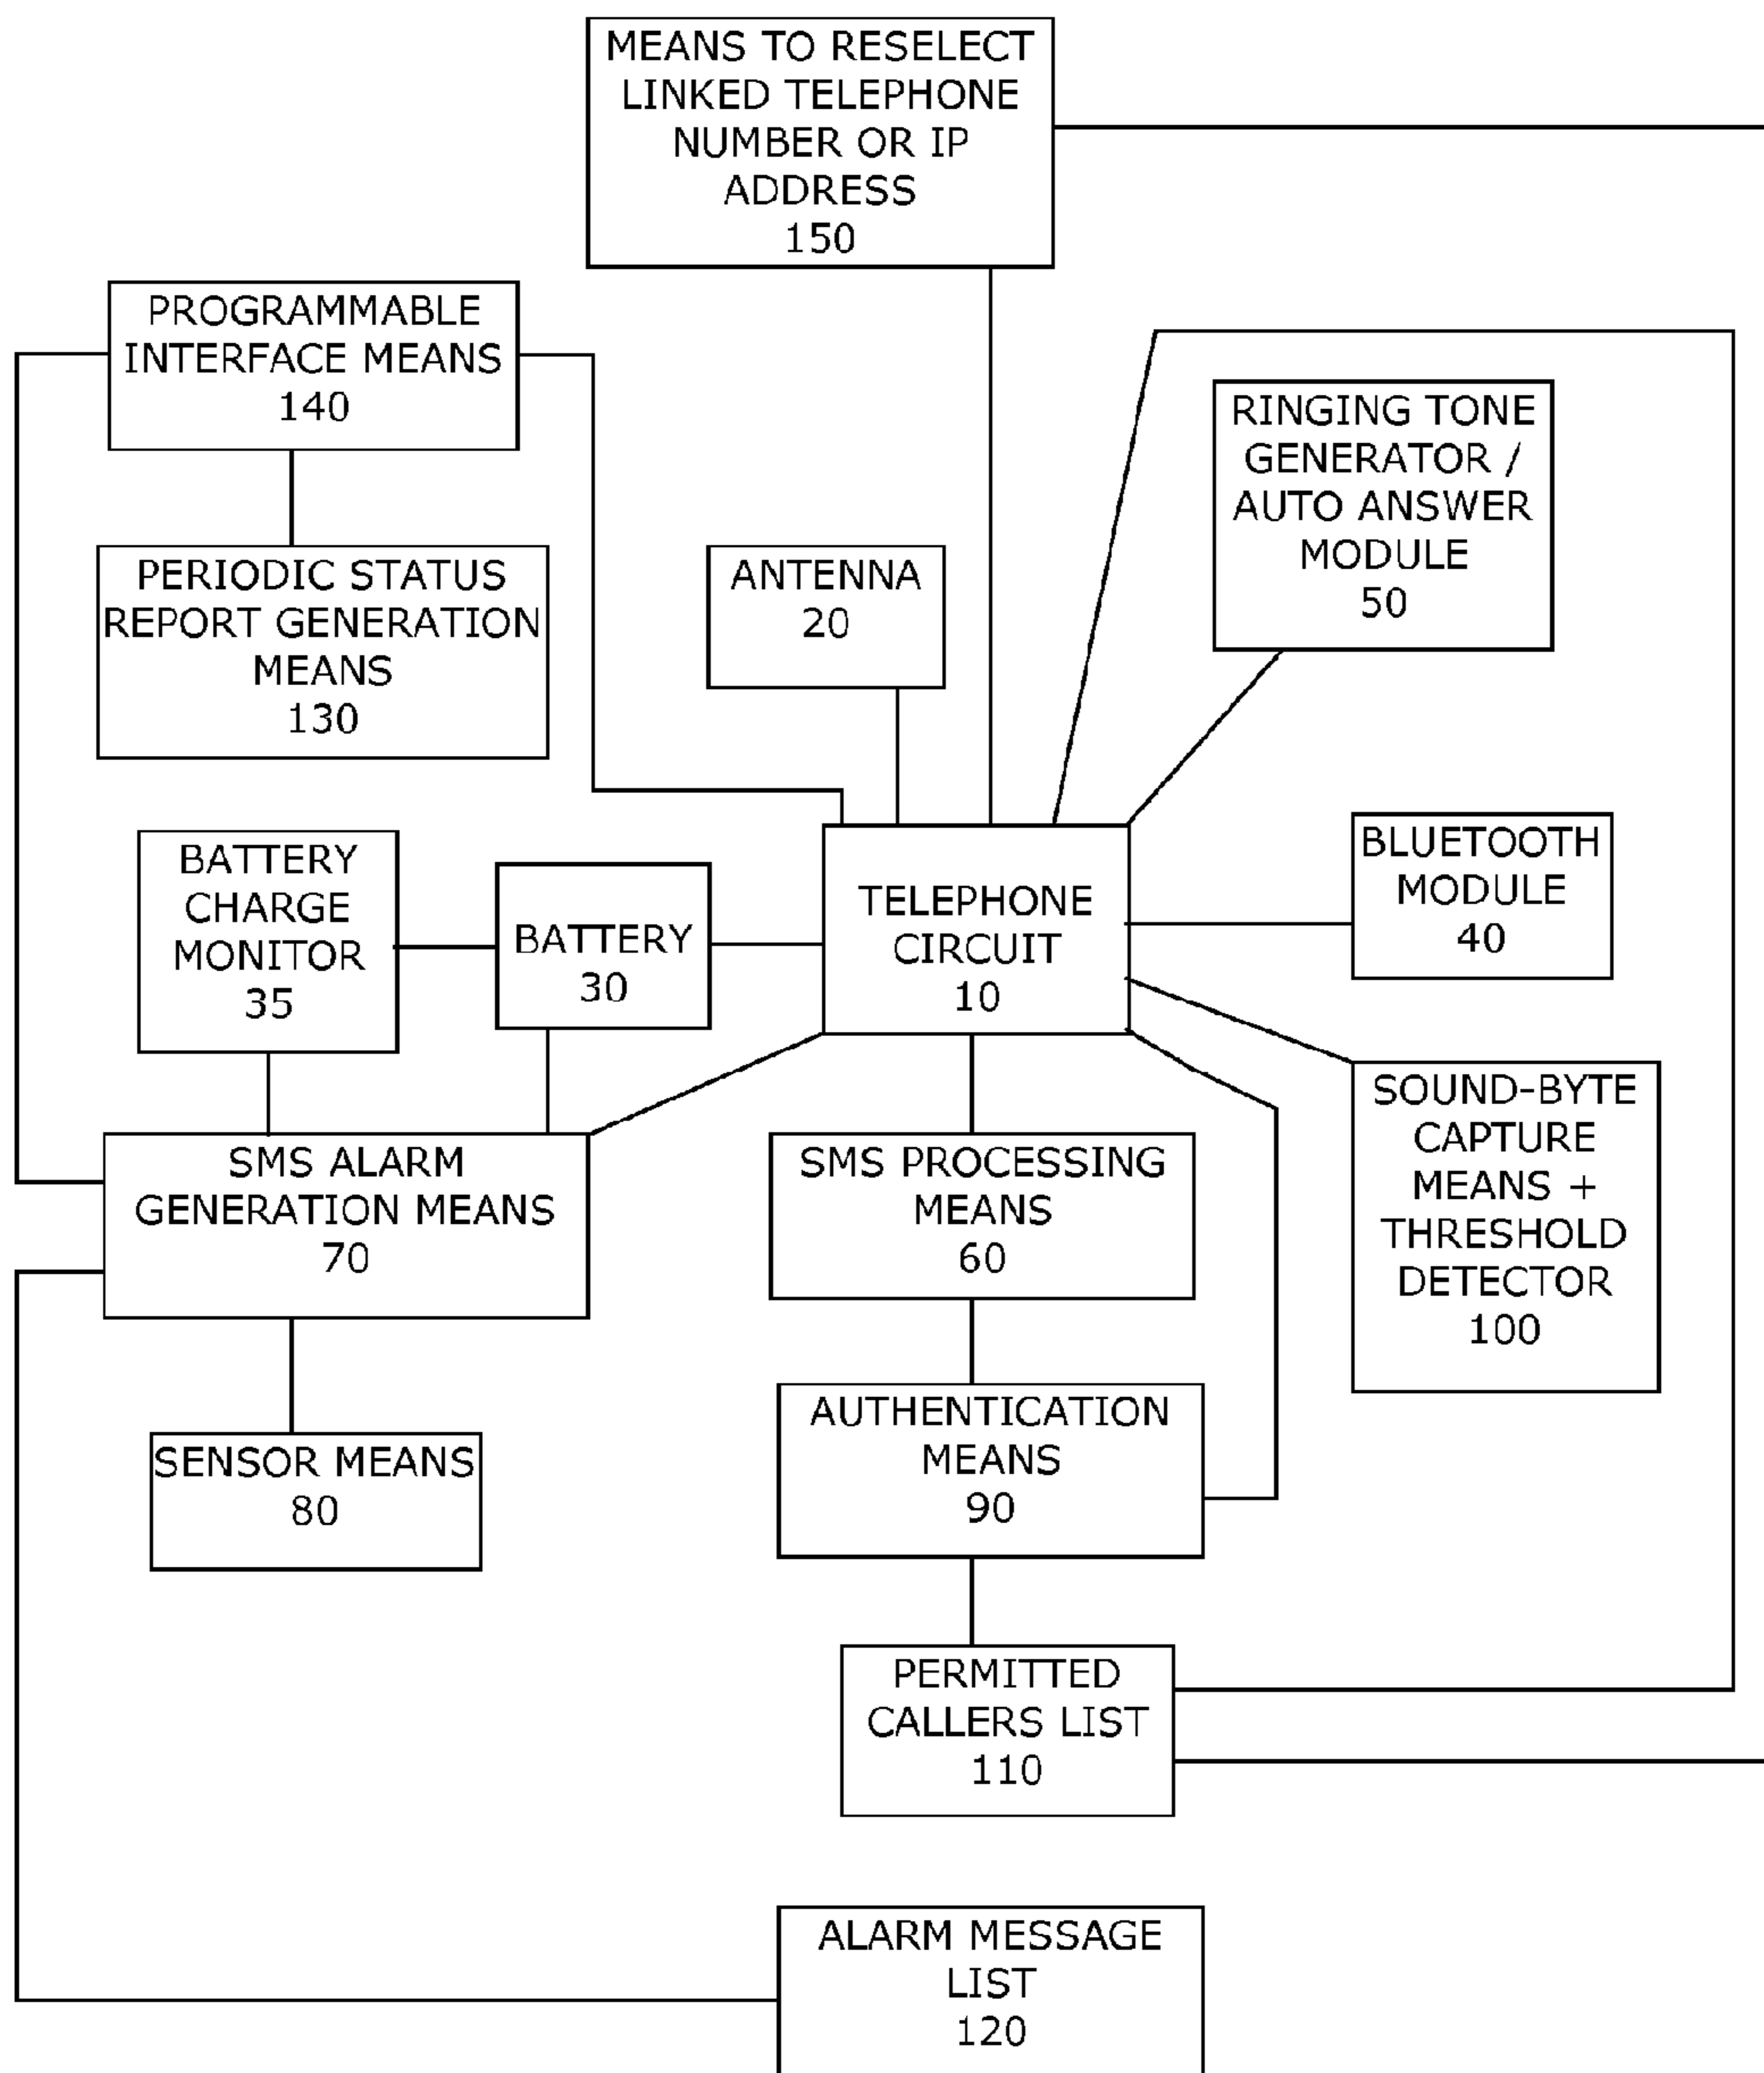 MEANS TO RESELECT
LINKED TELEPHONE
NUMBER OR IP
ADDRESS
150
PROGRAMMABLE
INTERFACE MEANS
140
RINGING TONE
GENERATOR /
AUTO ANSWER
MODULE
50
PERIODIC STATUS
REPORT GENERATION
MEANS
130
ANTENNA
20
BATTERY
CHARGE
MONITOR
35
BATTERY
30
TELEPHONE
CIRCUIT
10
BLUETOOTH
MODULE
40
SOUND-BYTE
CAPTURE
MEANS +
THRESHOLD
DETECTOR
100
SMS ALARM
GENERATION MEANS
70
SMS PROCESSING
MEANS
60
SENSOR MEANS
80
AUTHENTICATION
MEANS
90
PERMITTED
CALLERS LIST
110
ALARM MESSAGE
LIST
120